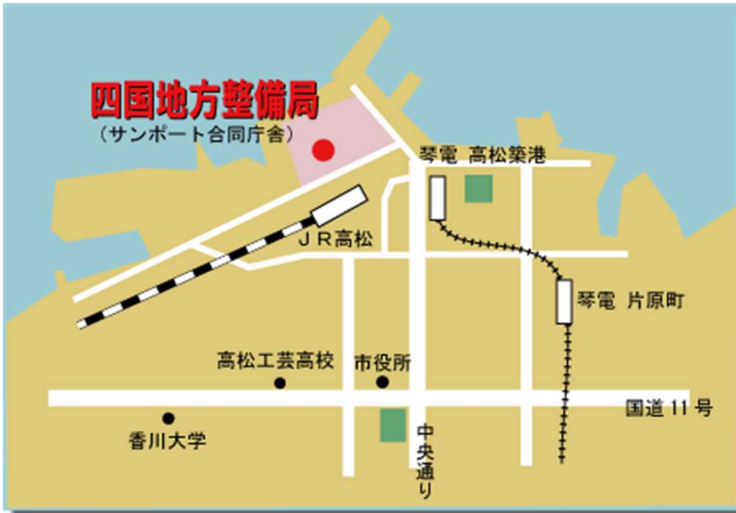 四国地方整備局
（サンポート合同庁舎）
琴電 高松築港
JR高松
琴電 片原町
高松工芸高校
市役所
国道11号
香川大学
中央通り